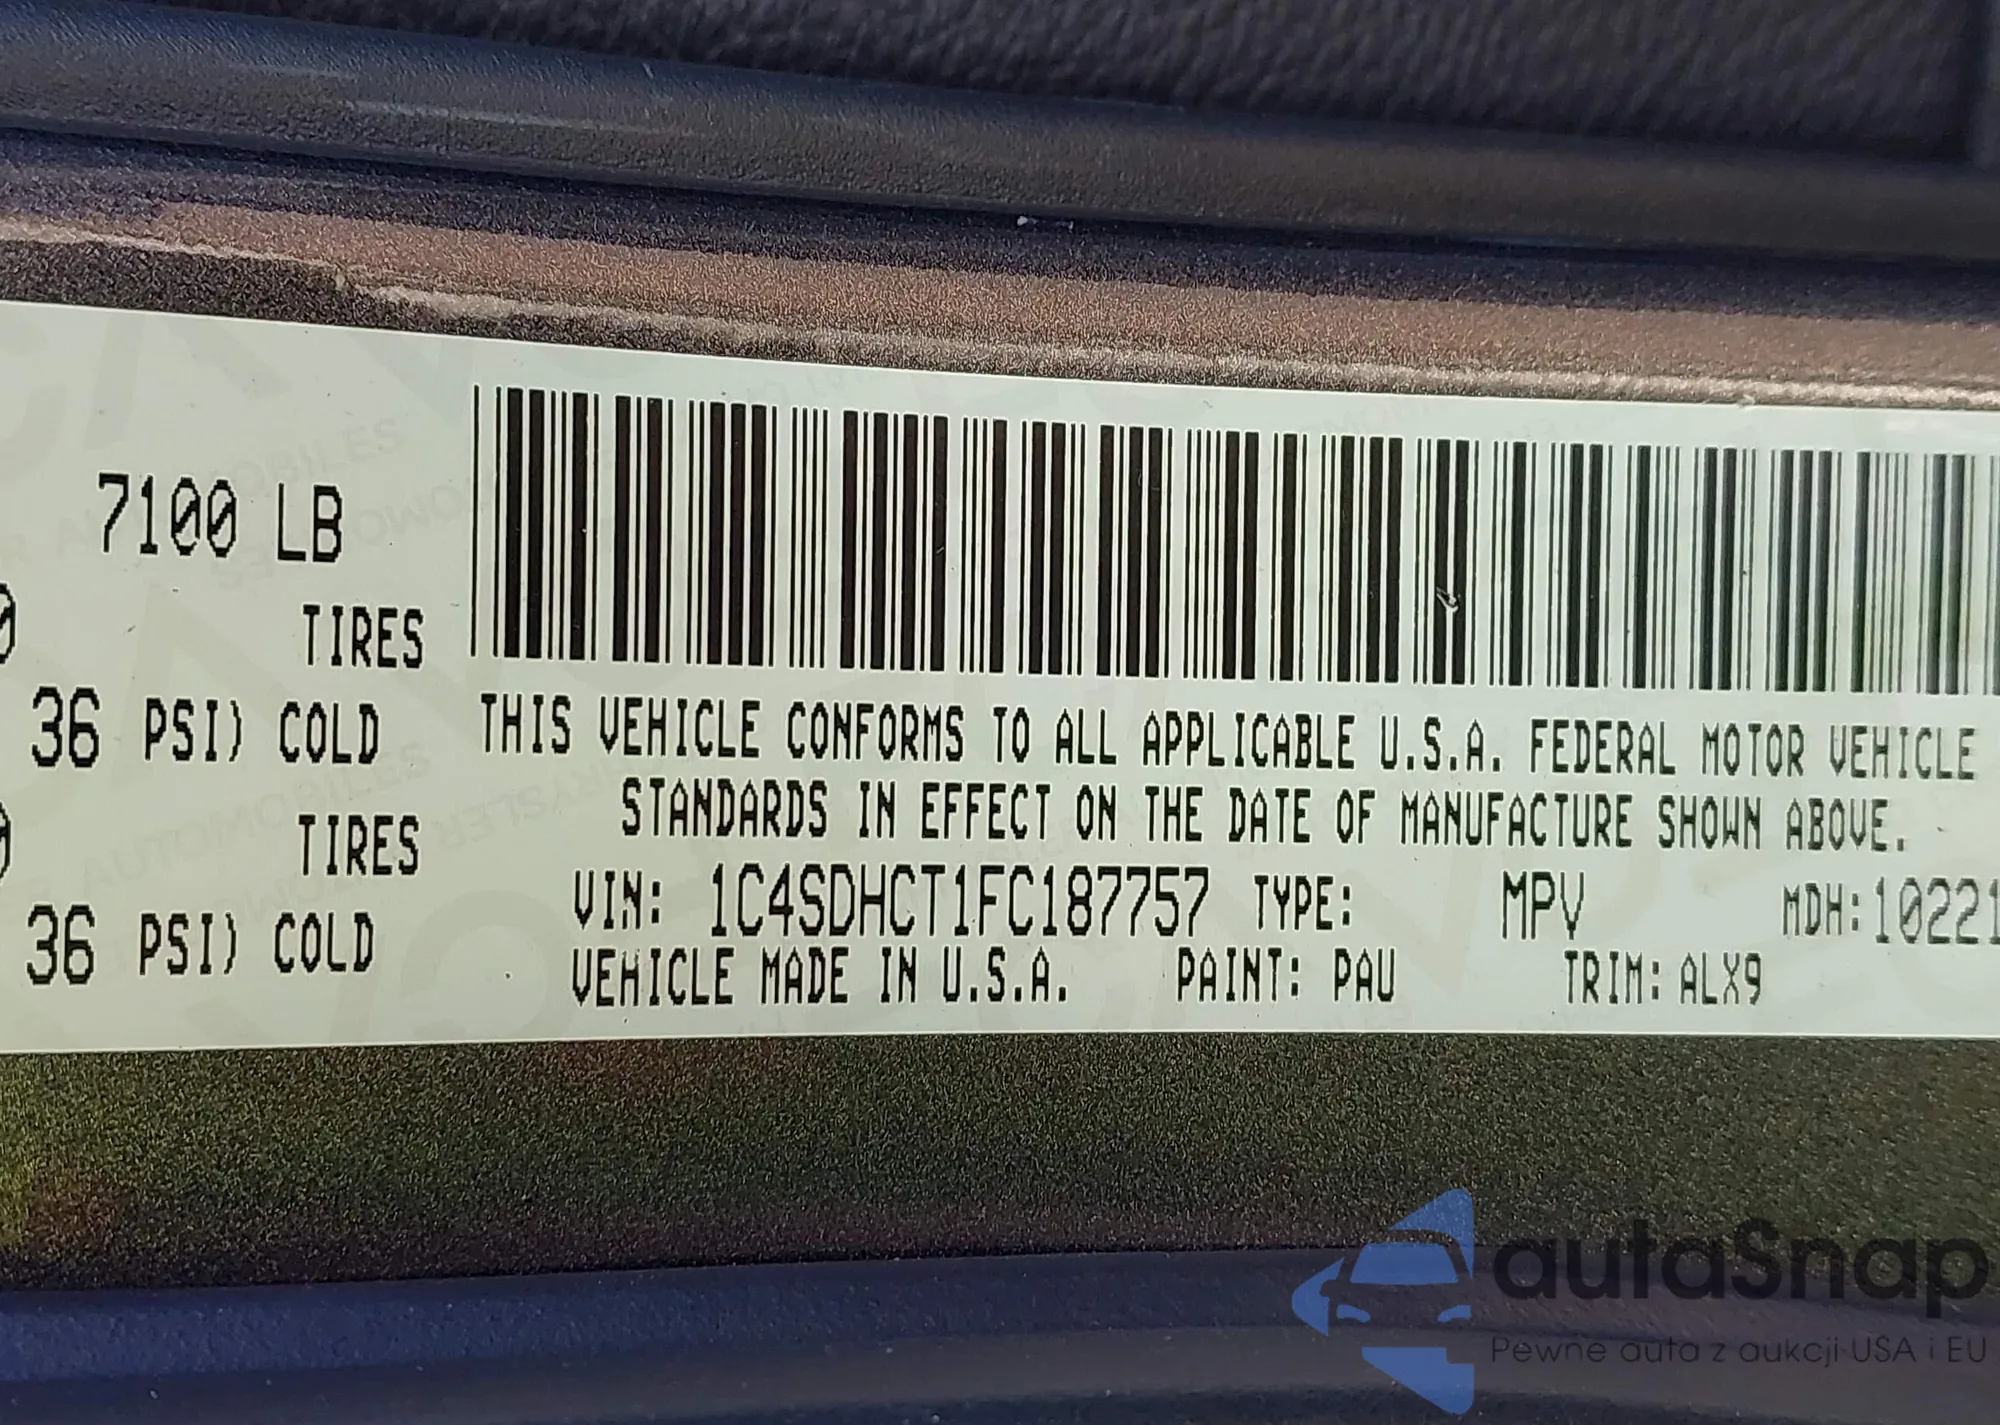 7100 LB
TIRES
36 PSI) COLD
TIRES
36 PSI) COLD
THIS VEHICLE CONFORMS TO ALL APPLICABLE U.S.A. FEDERAL MOTOR VEHICLE
STANDARDS IN EFFECT ON THE DATE OF MANUFACTURE SHOWN ABOVE.
VIN: 1C4SDHCT1FC187757 TYPE: MPV MDH:10221
VEHICLE MADE IN U.S.A. PAINT: PAU TRIM: ALX9
autaSnap
Pewne auta z aukcji USA i EU